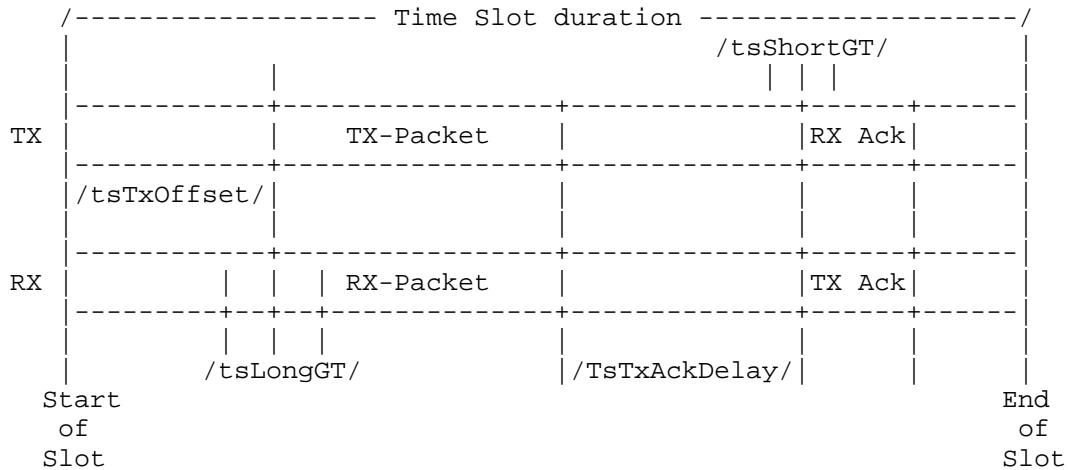 /------------------- Time Slot duration --------------------/
/tsShortGT/
TX | TX-Packet | |RX Ack|
/tsTxOffset/
RX | | | | RX-Packet | |TX Ack|
/tsLongGT/ |/TsTxAckDelay/|
Start End
of of
Slot Slot